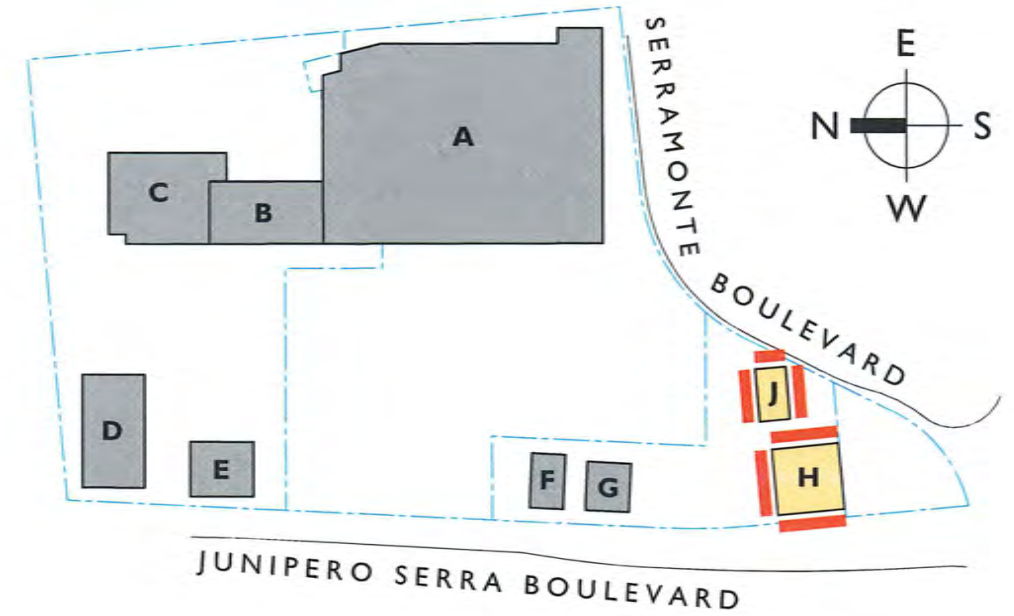 SERRAMONTE
BOULEVARD
E
N
S
W
A
C
B
D
E
F
G
J
H
JUNIPERO SERRA BOULEVARD